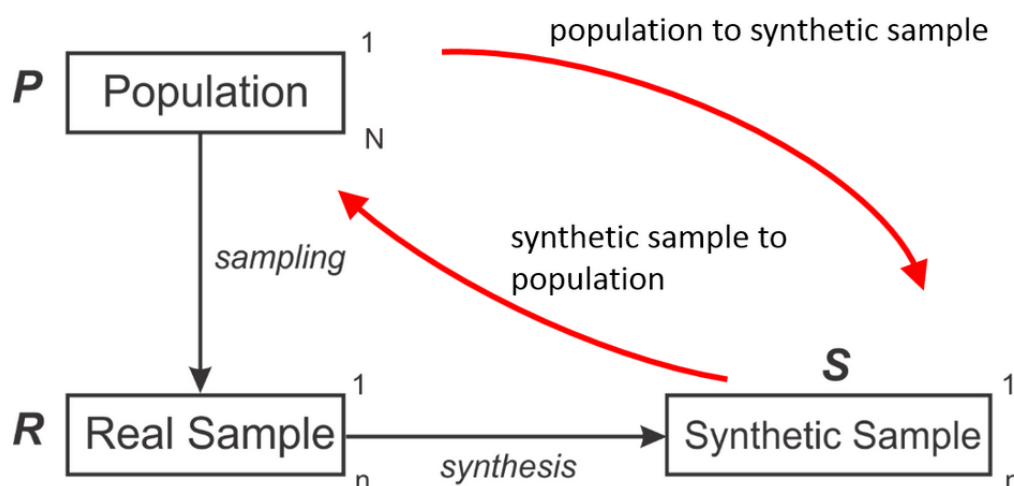 population to synthetic sample
1
P
Population
N
synthetic sample to
population
sampling
S
1
R
Real Sample
n
synthesis
1
Synthetic Sample
n